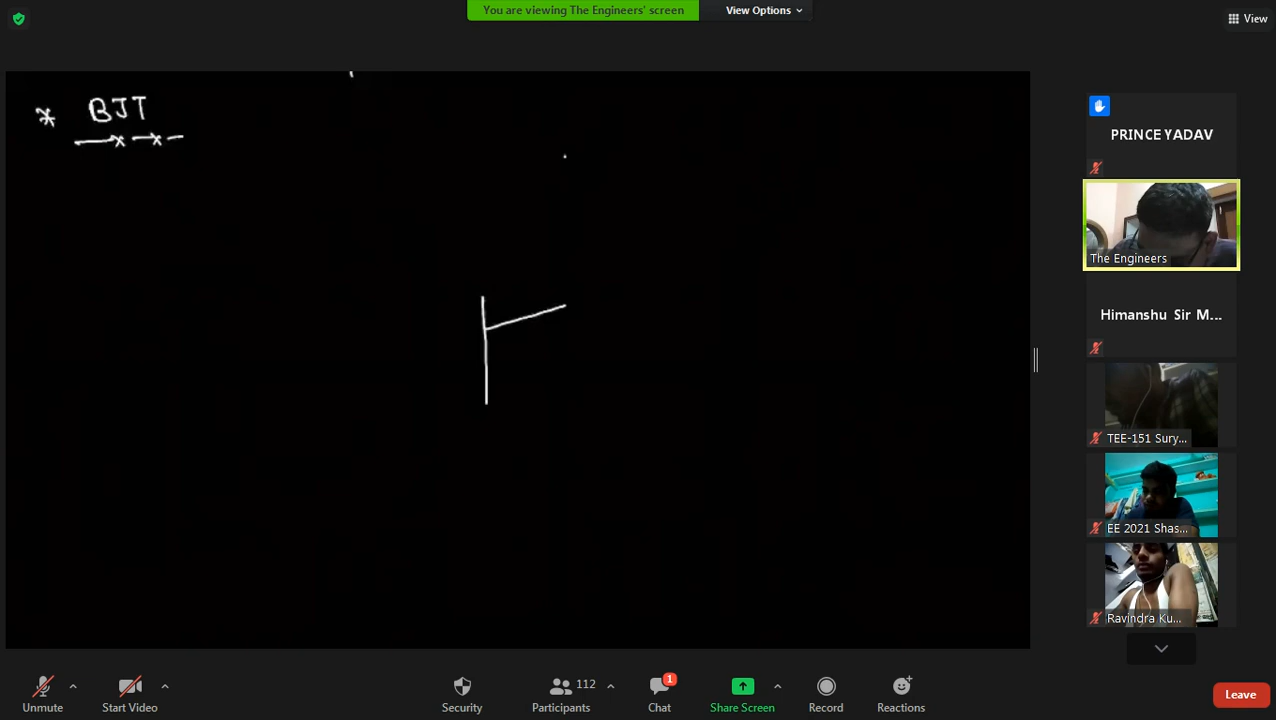 You are viewing The Engineers' screen
View Options
View
* BJT
PRINCE YADAV
The Engineers
Himanshu Sir M...
TEE-151 Sury...
EE 2021 Shas...
Ravindra Ku...
Unmute
Start Video
Security
112
Participants
1
Chat
Share Screen
Record
Reactions
Leave